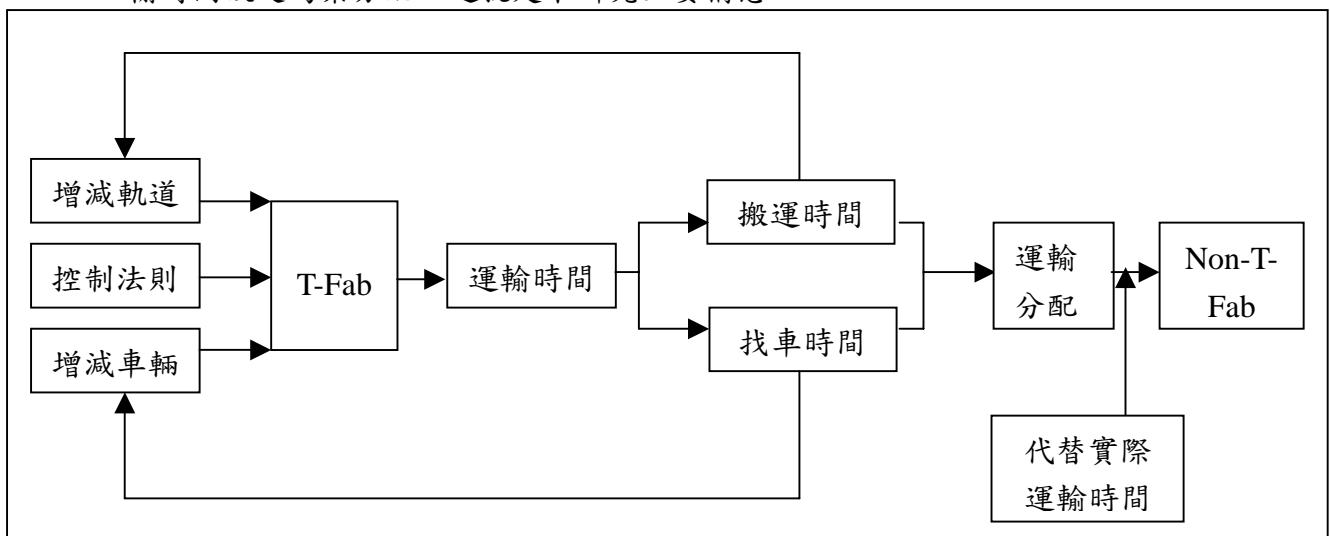 增減軌道
控制法則
增減車輛
T-Fab
運輸時間
搬運時間
找車時間
運輸
分配
Non-T-
Fab
代替實際
運輸時間